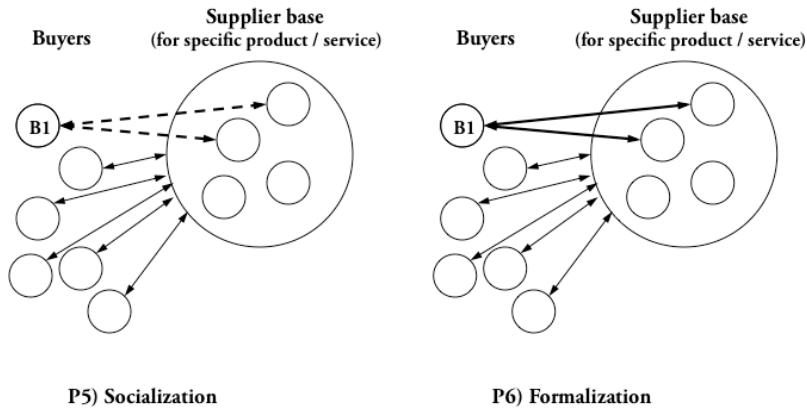 Buyers
Supplier base
(for specific product / service)
B1
P5) Socialization
Buyers
Supplier base
(for specific product / service)
B1
P6) Formalization